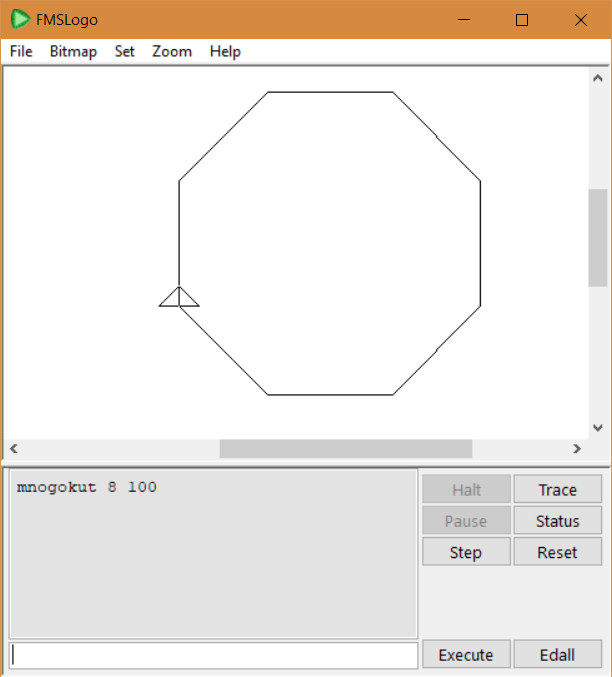 FMSLogo
File Bitmap Set Zoom Help
mnogokut 8 100
Halt Trace
Pause Status
Step Reset
Execute Edall